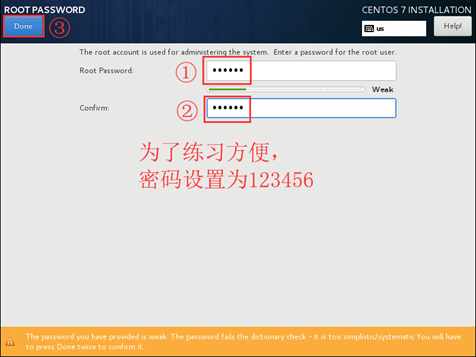 ROOT PASSWORD
CENTOS 7 INSTALLATION
Done
③
us
Help!
The root account is used for administering the system. Enter a password for the root user.
Root Password:
①
••••••
Weak
Confirm:
②
••••••
为了练习方便，
密码设置为123456
The password you have provided is weak: The password fails the dictionary check - it is too simplistic/systematic You will have
to press Done twice to confirm it..